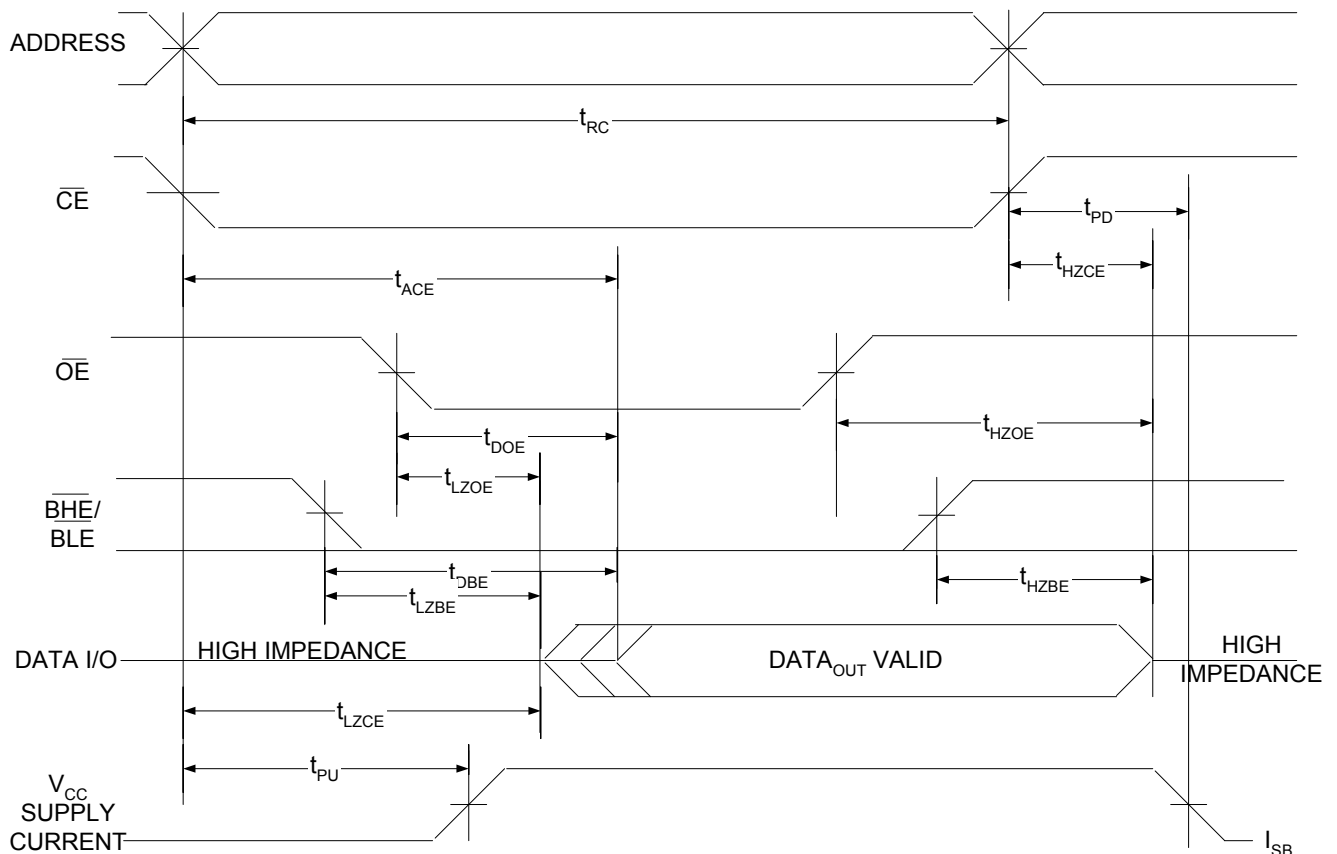 ADDRESS
tRC
CE
tPD
tHZCE
tACE
OE
tHZOE
tDOE
tLZOE
BHE/
BLE
tDBE
tHZBE
tLZBE
HIGH IMPEDANCE
DATA I/O
DATAOUT VALID
HIGH
IMPEDANCE
tLZCE
tPU
VCC
SUPPLY
CURRENT
ISB